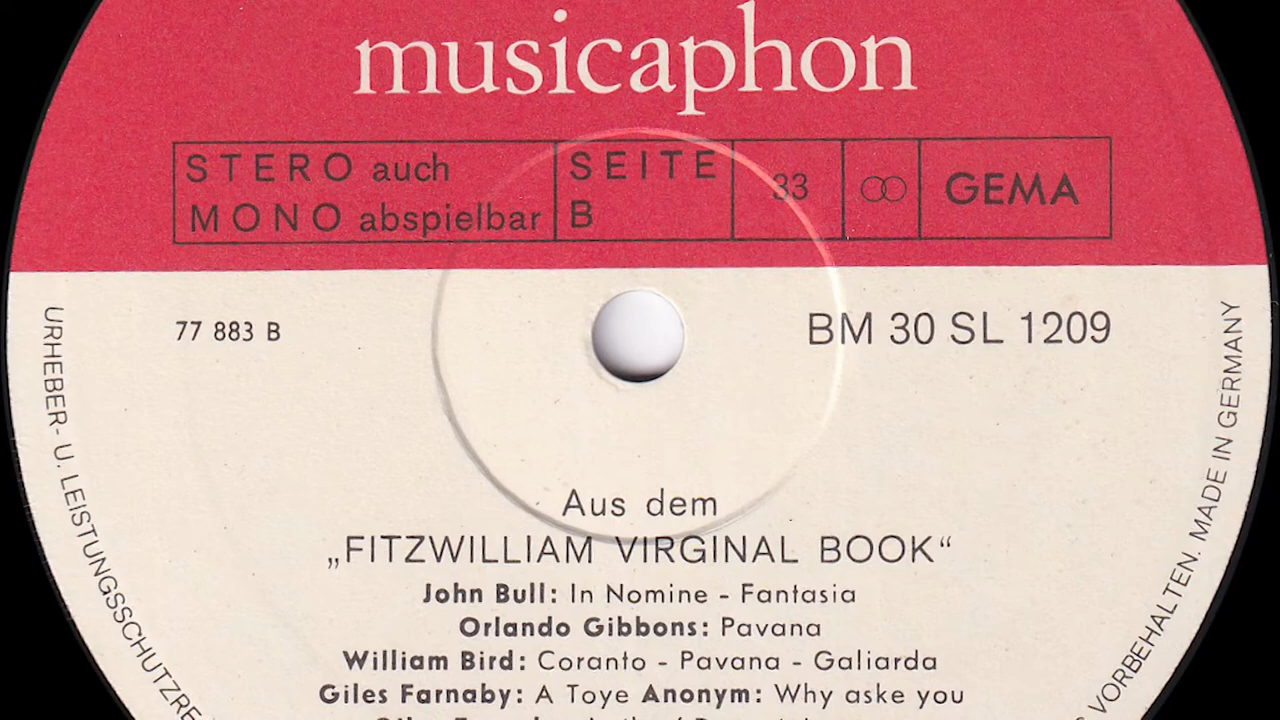 musicaphon
STERO auch
MONO abspielbar
SEITE
B
33
GEMA
77 883 B
BM 30 SL 1209
Aus dem
„FITZWILLIAM VIRGINAL BOOK“
John Bull: In Nomine - Fantasia
Orlando Gibbons: Pavana
William Bird: Coranto - Pavana - Galiarda
Giles Farnaby: A Toye Anonym: Why aske you
URHEBER- U. LEISTUNGSSCHUTZRE
VORBEHALTEN. MADE IN GERMANY